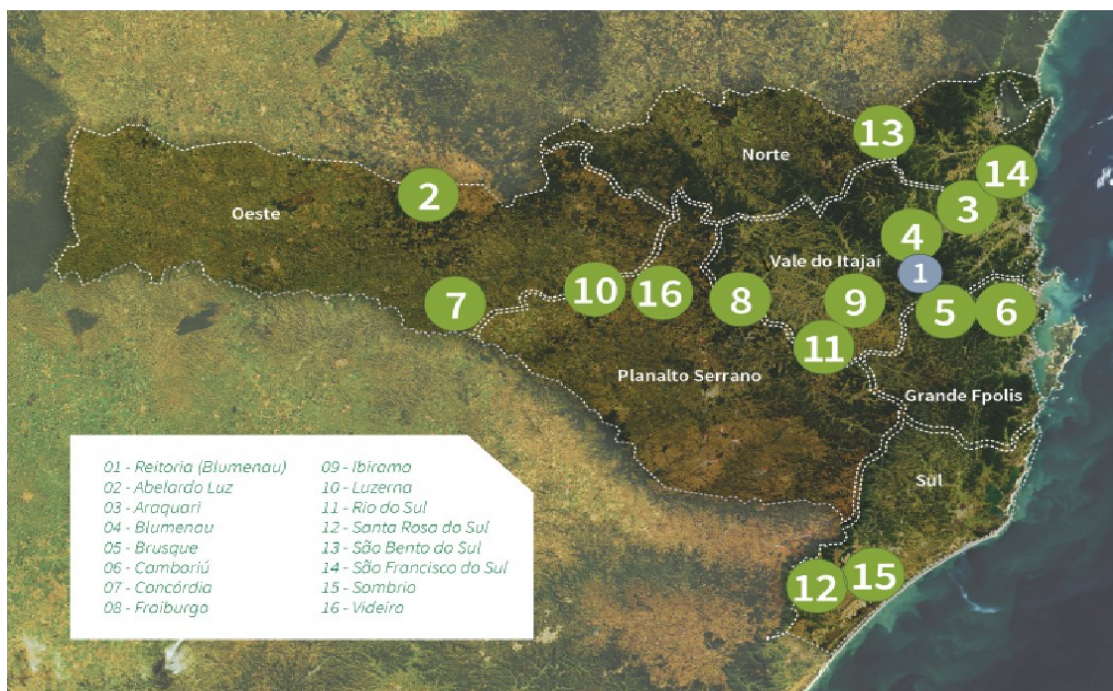 13
Norte
14
2
3
Oeste
4
Vale do Itajaí
1
10
16
8
9
7
5
6
11
Planalto Serrano
Grande Fpolis
Sul
15
12
01 - Reitoria (Blumenau)
02 - Abelardo Luz
03 - Araquari
04 - Blumenau
05 - Brusque
06 - Camboriú
07 - Concórdia
08 - Fraiburgo
09 - Ibirama
10 - Luzerna
11 - Rio do Sul
12 - Santa Rosa do Sul
13 - São Bento do Sul
14 - São Francisco do Sul
15 - Sombrio
16 - Videira